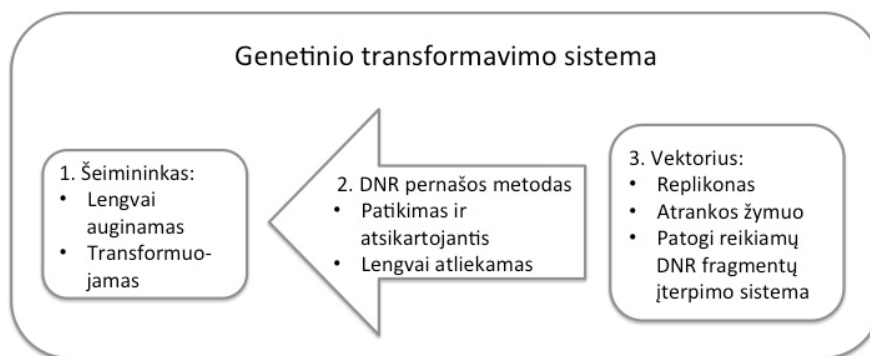 Genetinio transformavimo sistema
1. Šeimininkas:
• Lengvai
auginamas
• Transformuo-
jamas
2. DNR pernašos metodas
• Patikimas ir
atsikartojantis
• Lengvai atliekamas
3. Vektorius:
• Replikonas
• Atrankos žymuo
• Patogi reikiamų
DNR fragmentų
įterpimo sistema